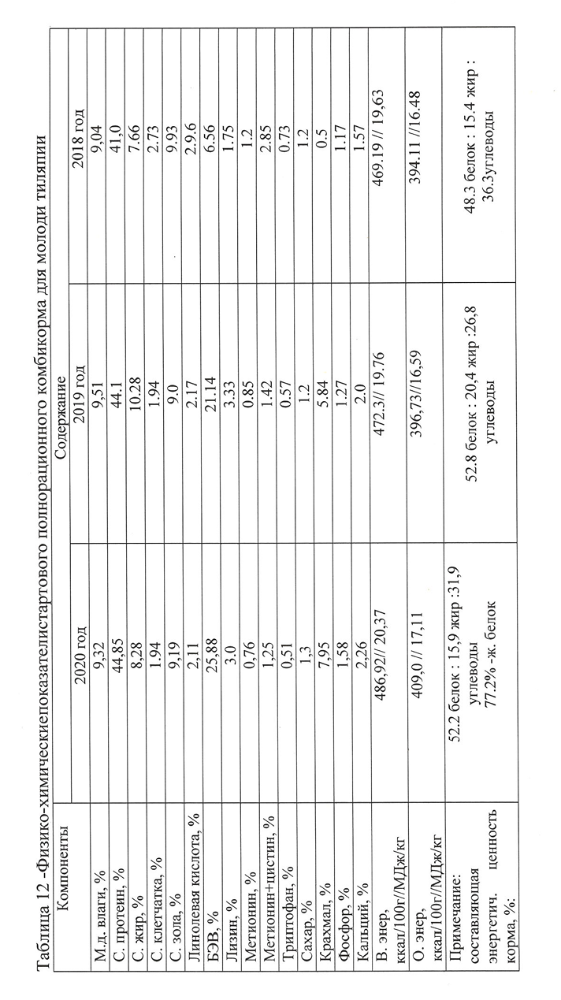 Таблица 12 -Физико-химическиепоказателистартового полнорационного комбикорма для молоди тиляпии
Компоненты Содержание
2020 год 2019 год 2018 год
М.д. влаги, % 9,32 9,51 9,04
С. протеин, % 44,85 44.1 41,0
С. жир, % 8,28 10.28 7.66
С. клетчатка, % 1.94 1.94 2.73
С. зола, % 9,19 9.0 9.93
Линолевая кислота, % 2,11 2.17 2.9.6
БЭВ, % 25,88 21.14 6.56
Лизин, % 3.0 3.33 1.75
Метионин, % 0,76 0.85 1.2
Метионин+цистин, % 1,25 1.42 2.85
Триптофан, % 0,51 0.57 0.73
Сахар, % 1,3 1.2 1.2
Крахмал, % 7,95 5.84 0.5
Фосфор, % 1,58 1.27 1.17
Кальций, % 2,26 2.0 1.57
В. энер, 486,92// 20,37 472.3// 19.76 469.19 // 19,63
ккал/100г//МДж/кг
О. энер, 409,0 // 17,11 396,73//16,59 394.11 //16.48
ккал/100г//МДж/кг
Примечание: 52.2 белок : 15,9 жир :31,9 52.8 белок : 20,4 жир :26,8 48.3 белок : 15.4 жир :
составляющая углеводы углеводы 36.3углеводы
энергетич. ценность 77.2% -ж. белок
корма, %: